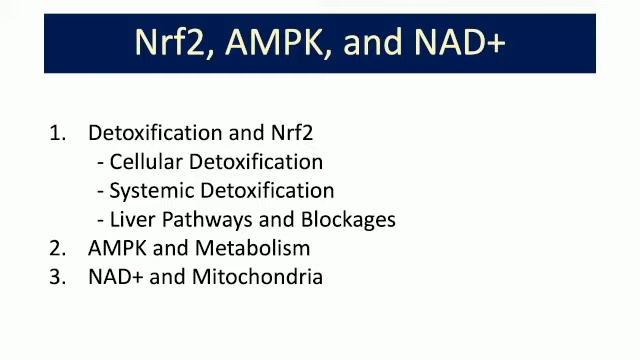 Nrf2, AMPK, and NAD+
1. Detoxification and Nrf2
- Cellular Detoxification
- Systemic Detoxification
- Liver Pathways and Blockages
2. AMPK and Metabolism
3. NAD+ and Mitochondria